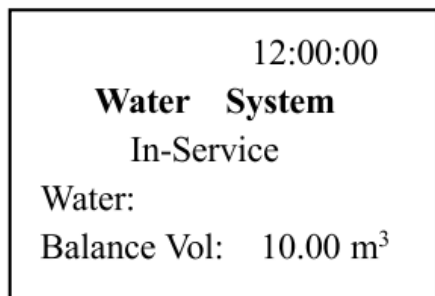 12:00:00
Water System
In-Service
Water:
Balance Vol: 10.00 m³